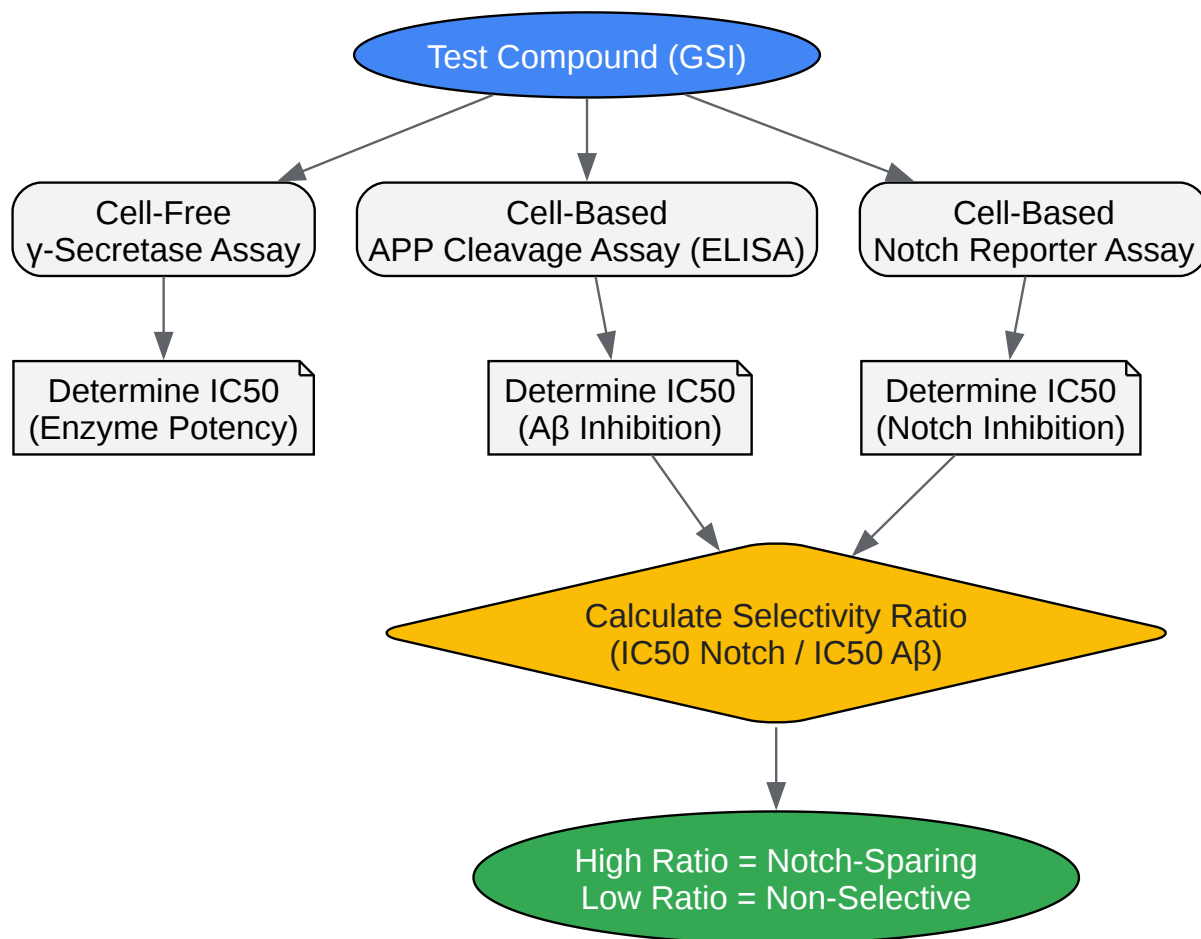 Test Compound (GSI)
Cell-Free
γ-Secretase Assay
Cell-Based
APP Cleavage Assay (ELISA)
Cell-Based
Notch Reporter Assay
Determine IC50
(Enzyme Potency)
Determine IC50
(Aβ Inhibition)
Determine IC50
(Notch Inhibition)
Calculate Selectivity Ratio
(IC50 Notch / IC50 Aβ)
High Ratio = Notch-Sparing
Low Ratio = Non-Selective